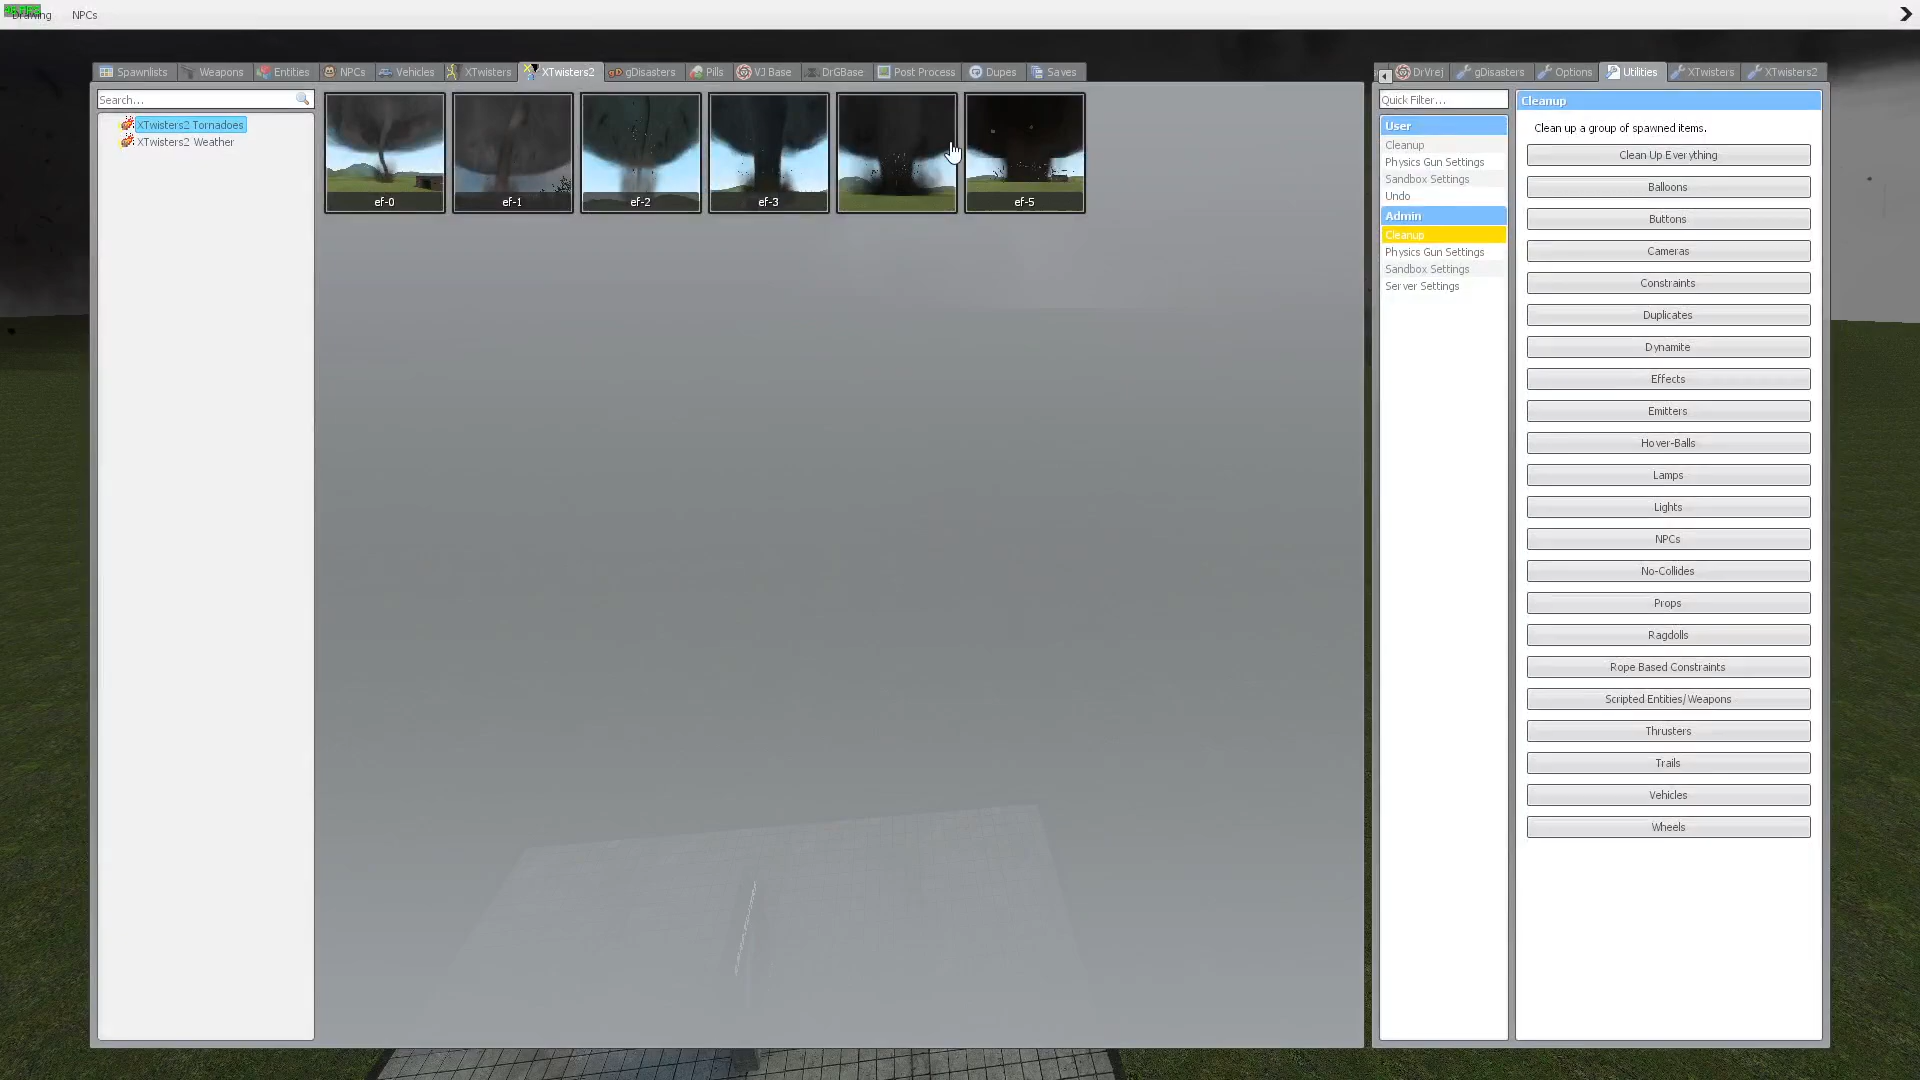 Drawing NPCs
Spawnlists Weapons Entities NPCs Vehicles XTwisters XTwisters2 gDisasters Pills VJ Base DrGBase Post Process Dupes Saves
DrVrej gDisasters Options Utilities XTwisters XTwisters2
Search...
XTwisters2 Tornadoes
XTwisters2 Weather
ef-0
ef-1
ef-2
ef-3
ef-5
Quick Filter...
User
Cleanup
Physics Gun Settings
Sandbox Settings
Undo
Admin
Cleanup
Physics Gun Settings
Sandbox Settings
Server Settings
Cleanup
Clean up a group of spawned items.
Clean Up Everything
Balloons
Buttons
Cameras
Constraints
Duplicates
Dynamite
Effects
Emitters
Hover-Balls
Lamps
Lights
NPCs
No-Collides
Props
Ragdolls
Rope Based Constraints
Scripted Entities/Weapons
Thrusters
Trails
Vehicles
Wheels